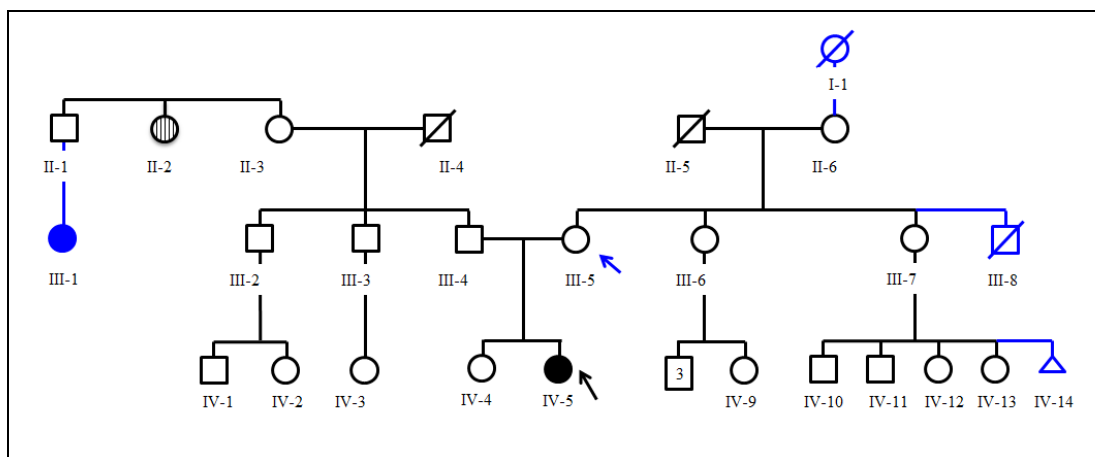 I-1
II-1 II-2 II-3 II-4 II-5 II-6
III-1 III-2 III-3 III-4 III-5 III-6 III-7 III-8
3
IV-1 IV-2 IV-3 IV-4 IV-5 IV-9 IV-10 IV-11 IV-12 IV-13 IV-14